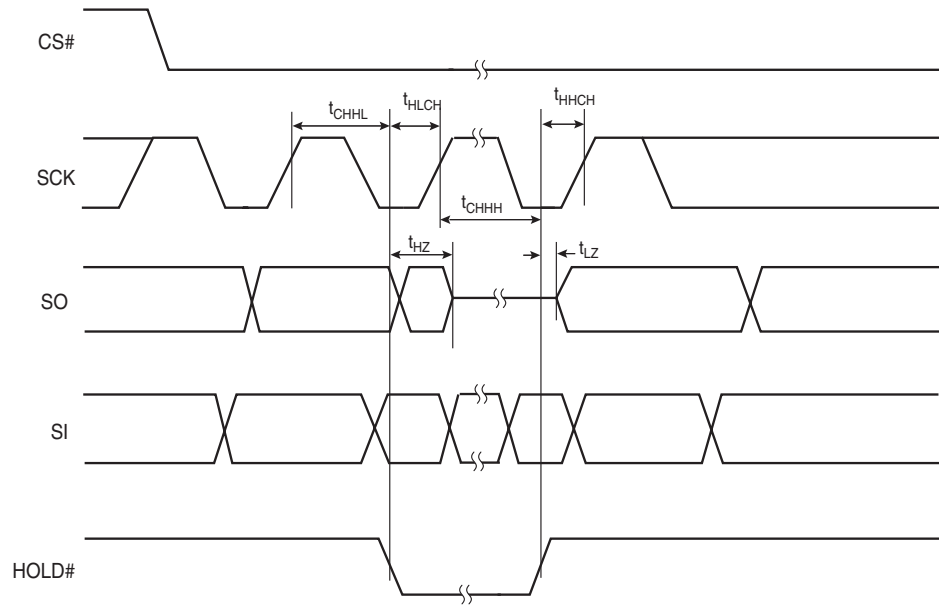 CS#
tCHHL
tHLCH
tHHCH
SCK
tCHHH
tHZ
tLZ
SO
SI
HOLD#